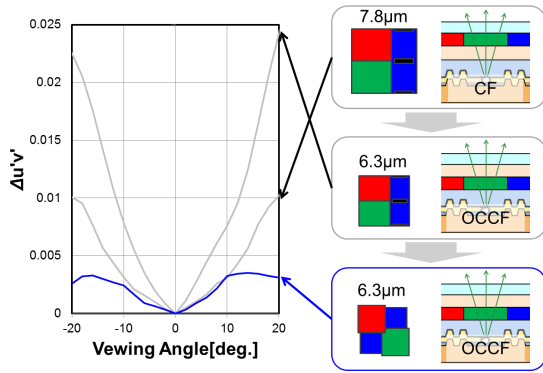 0.025
0.02
0.015
0.01
0.005
0
Δu'v'
-20
-10
0
10
20
Vewing Angle[deg.]
7.8μm
CF
6.3μm
OCCF
6.3μm
OCCF